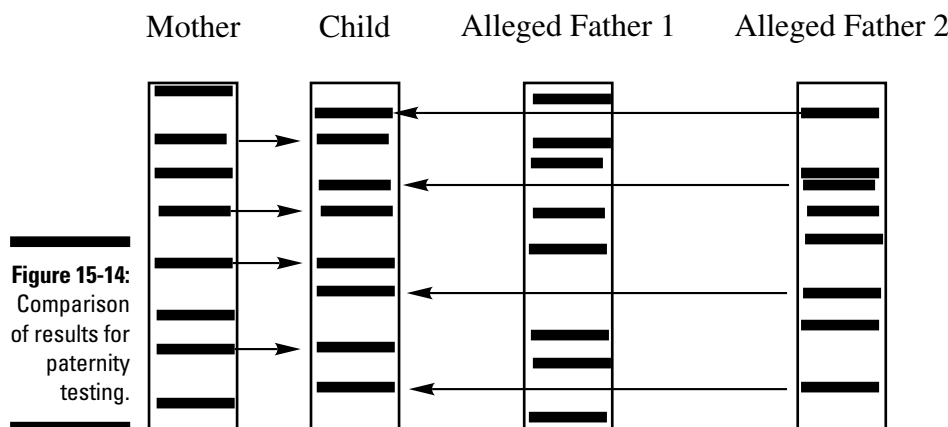 Mother Child Alleged Father 1 Alleged Father 2
Figure 15-14:
Comparison
of results for
paternity
testing.